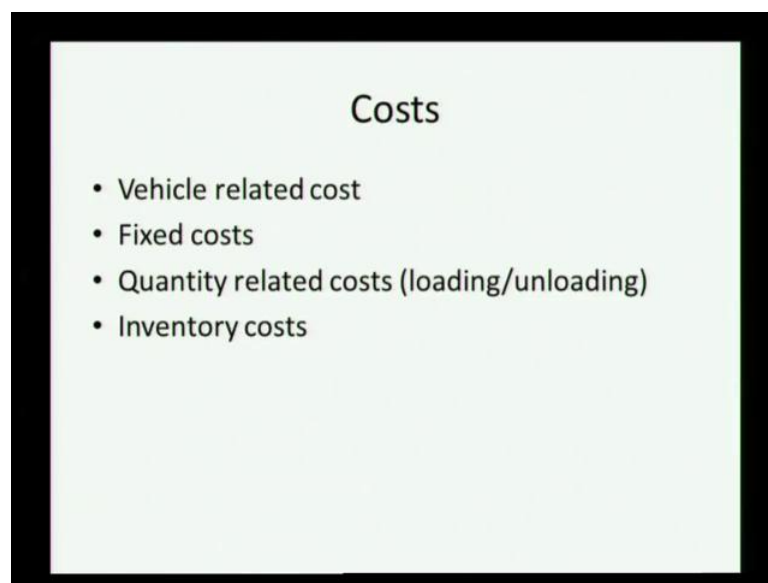 Costs
• Vehicle related cost
• Fixed costs
• Quantity related costs (loading/unloading)
• Inventory costs